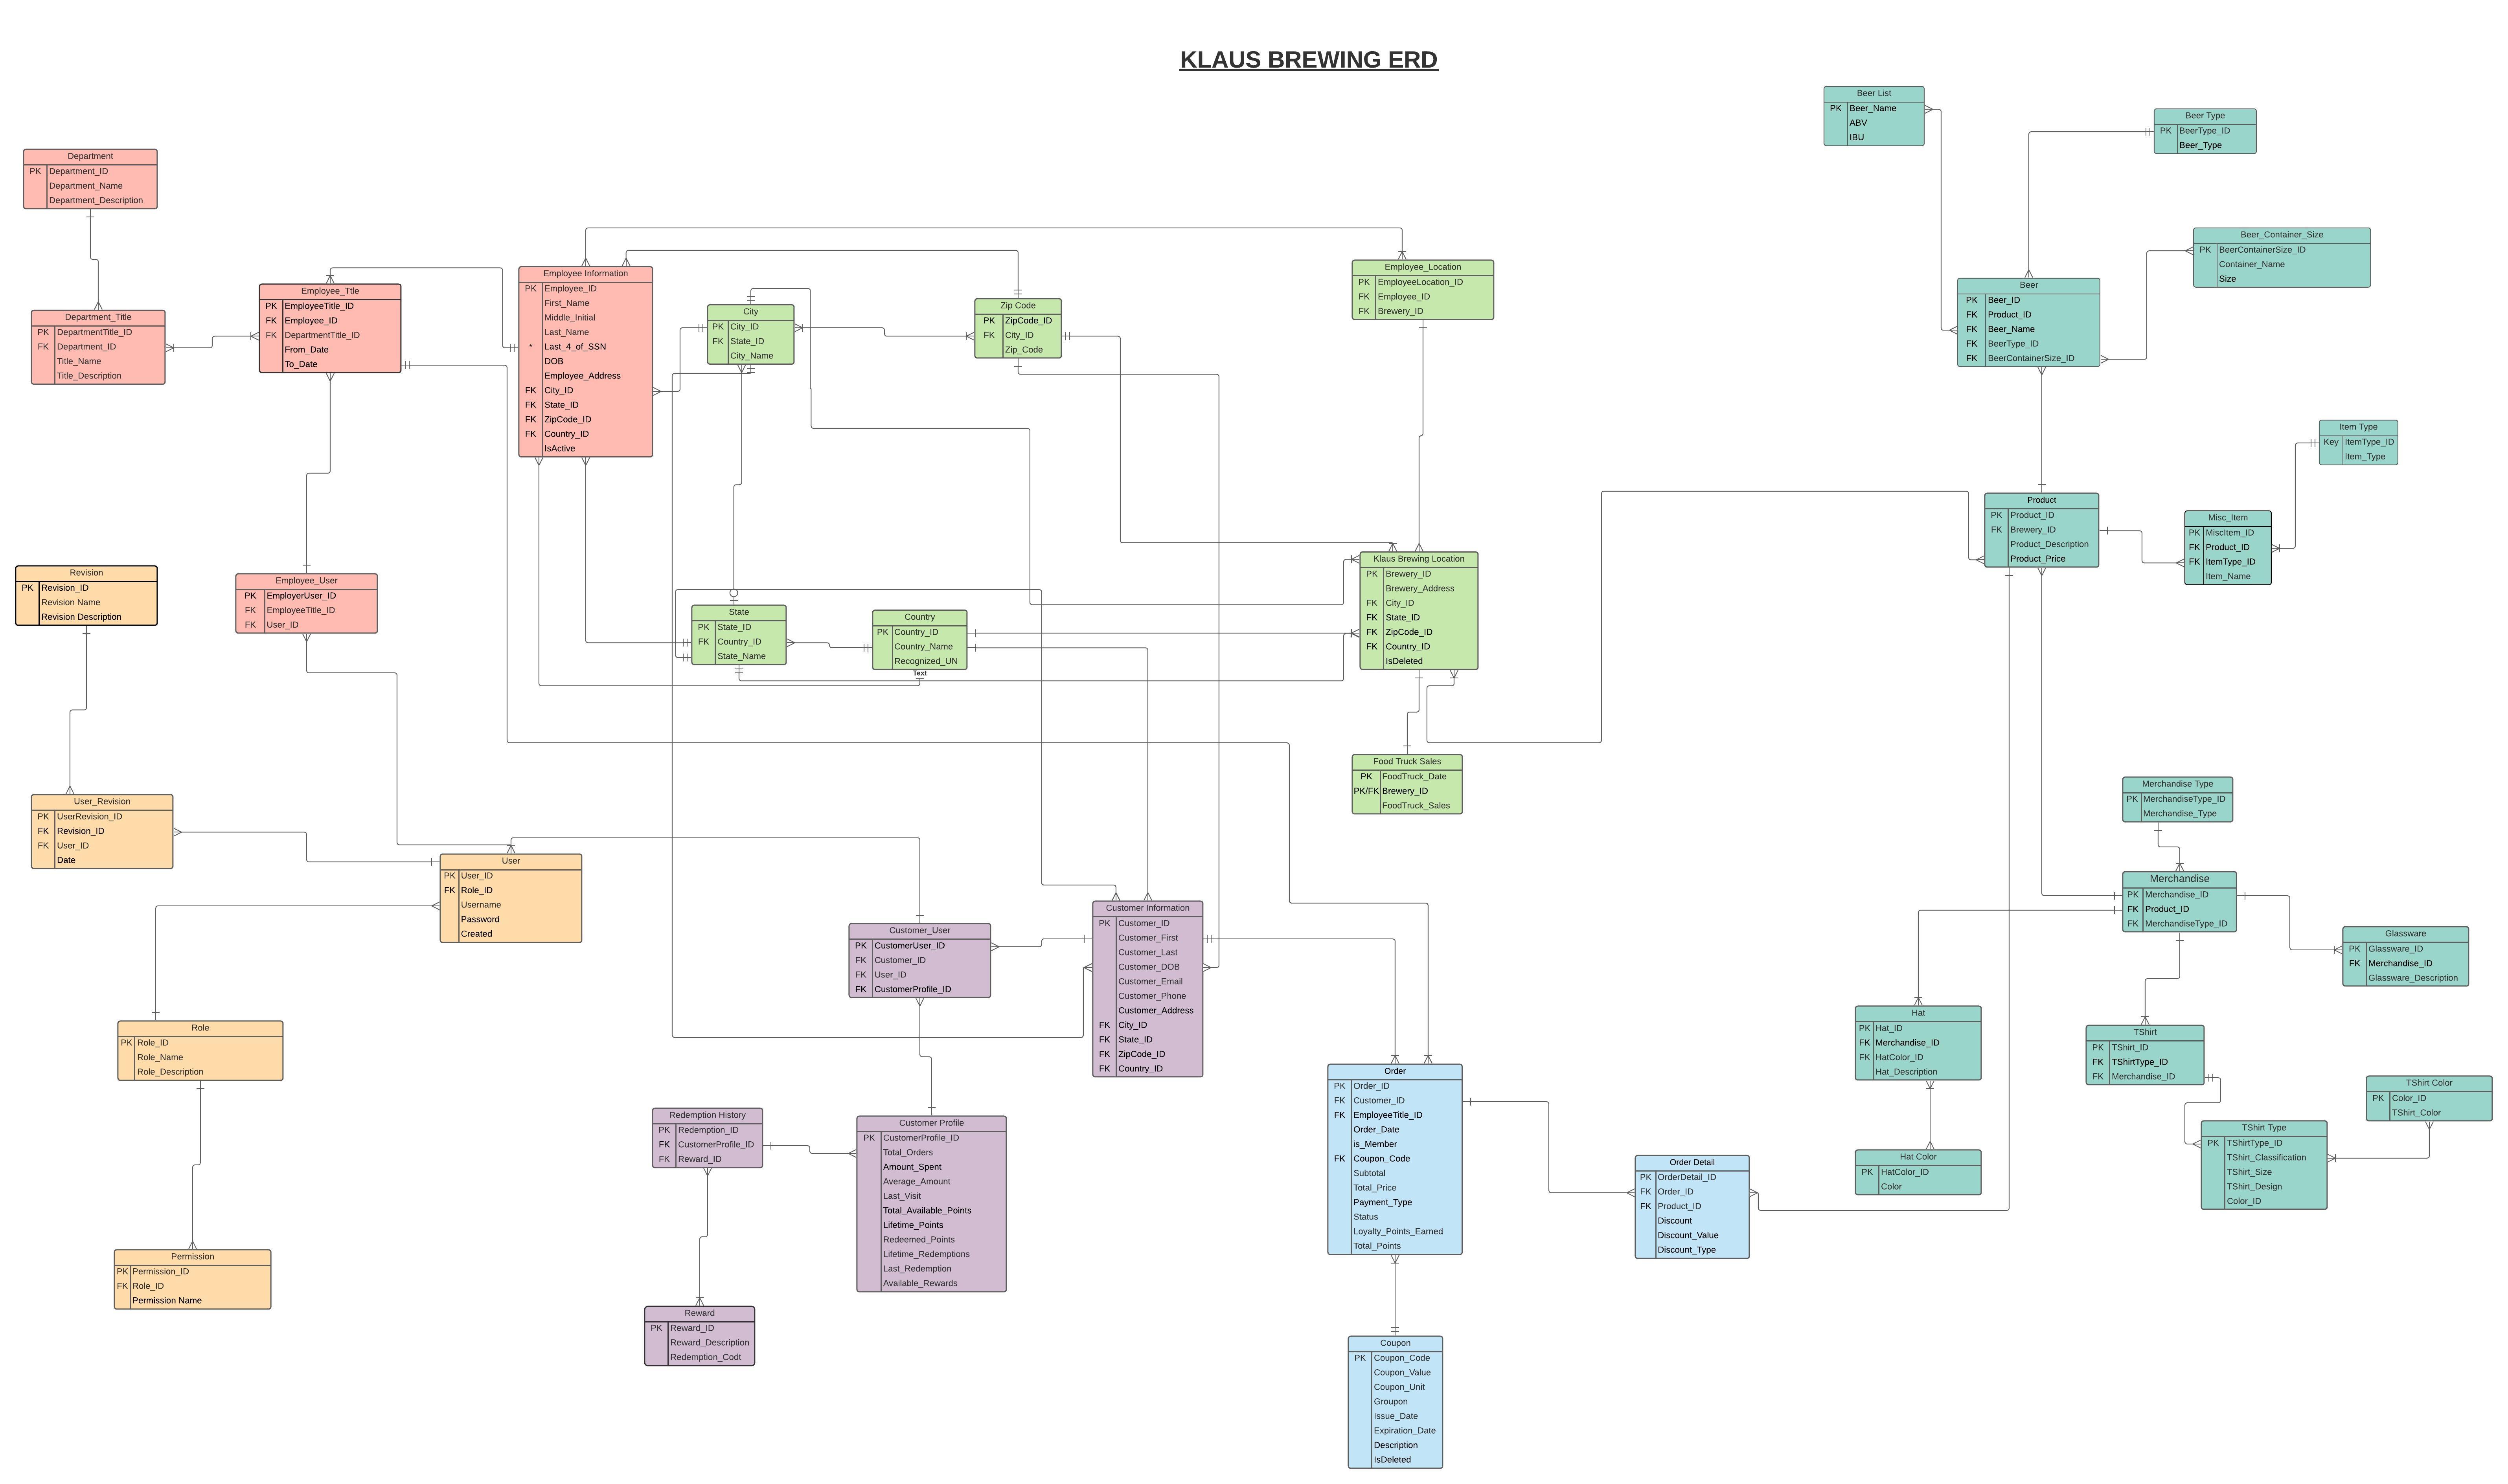 KLAUS BREWING ERD
Beer List
PK Beer_Name
ABV
IBU
Beer Type
PK BeerType_ID
Beer_Type
Department
PK Department_ID
Department_Name
Department_Description
Beer_Container_Size
PK BeerContainerSize_ID
Container_Name
Size
Employee_Ttle
PK EmployeeTitle_ID
FK Employee_ID
FK DepartmentTitle_ID
From_Date
To_Date
Employee Information
PK Employee_ID
First_Name
Middle_Initial
Last_Name
* Last_4_of_SSN
DOB
Employee_Address
FK City_ID
FK State_ID
FK ZipCode_ID
FK Country_ID
IsActive
City
PK City_ID
FK State_ID
City_Name
Zip Code
PK ZipCode_ID
FK City_ID
Zip_Code
Employee_Location
PK EmployeeLocation_ID
FK Employee_ID
FK Brewery_ID
Beer
PK Beer_ID
FK Product_ID
FK Beer_Name
FK BeerType_ID
FK BeerContainerSize_ID
Department_Title
PK DepartmentTitle_ID
FK Department_ID
Title_Name
Title_Description
Item Type
Key ItemType_ID
Item_Type
Product
PK Product_ID
FK Brewery_ID
Product_Description
Product_Price
Misc_Item
PK MiscItem_ID
FK Product_ID
FK ItemType_ID
Item_Name
Revision
PK Revision_ID
Revision Name
Revision Description
Employee_User
PK EmployerUser_ID
FK EmployeeTitle_ID
FK User_ID
State
PK State_ID
FK Country_ID
State_Name
Country
PK Country_ID
Country_Name
Recognized_UN
Text
Klaus Brewing Location
PK Brewery_ID
Brewery_Address
FK City_ID
FK State_ID
FK ZipCode_ID
FK Country_ID
IsDeleted
Food Truck Sales
PK FoodTruck_Date
PK/FK Brewery_ID
FoodTruck_Sales
Merchandise Type
PK MerchandiseType_ID
Merchandise_Type
User_Revision
PK UserRevision_ID
FK Revision_ID
FK User_ID
Date
User
PK User_ID
FK Role_ID
Username
Password
Created
Merchandise
PK Merchandise_ID
FK Product_ID
FK MerchandiseType_ID
Customer_User
PK CustomerUser_ID
FK Customer_ID
FK User_ID
FK CustomerProfile_ID
Customer Information
PK Customer_ID
Customer_First
Customer_Last
Customer_DOB
Customer_Email
Customer_Phone
Customer_Address
FK City_ID
FK State_ID
FK ZipCode_ID
FK Country_ID
Glassware
PK Glassware_ID
FK Merchandise_ID
Glassware_Description
Role
PK Role_ID
Role_Name
Role_Description
Hat
PK Hat_ID
FK Merchandise_ID
FK HatColor_ID
Hat_Description
TShirt
PK TShirt_ID
FK TShirtType_ID
FK Merchandise_ID
TShirt Color
PK Color_ID
TShirt_Color
Order
PK Order_ID
FK Customer_ID
FK EmployeeTitle_ID
Order_Date
is_Member
FK Coupon_Code
Subtotal
Total_Price
Payment_Type
Status
Loyalty_Points_Earned
Total_Points
Redemption History
PK Redemption_ID
FK CustomerProfile_ID
FK Reward_ID
Customer Profile
PK CustomerProfile_ID
Total_Orders
Amount_Spent
Average_Amount
Last_Visit
Total_Available_Points
Lifetime_Points
Redeemed_Points
Lifetime_Redemptions
Last_Redemption
Available_Rewards
TShirt Type
PK TShirtType_ID
TShirt_Classification
TShirt_Size
TShirt_Design
Color_ID
Order Detail
PK OrderDetail_ID
FK Order_ID
FK Product_ID
Discount
Discount_Value
Discount_Type
Hat Color
PK HatColor_ID
Color
Permission
PK Permission_ID
FK Role_ID
Permission Name
Reward
PK Reward_ID
Reward_Description
Redemption_Codt
Coupon
PK Coupon_Code
Coupon_Value
Coupon_Unit
Groupon
Issue_Date
Expiration_Date
Description
IsDeleted